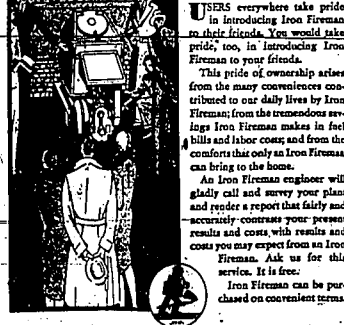 USERS everywhere take pride
in introducing Iron Fireman
to their friends. You would take
pride, too, in introducing Iron
Fireman to your friends.
This pride of ownership arises
from the many conveniences con-
tributed to our daily lives by Iron
Fireman; from the tremendous sav-
ings Iron Fireman makes in fuel
bills and labor costs; and from the
comforts that only an Iron Fireman
can bring to the home.
An Iron Fireman engineer will
gladly call and survey your plant
and render a report that fairly and
accurately contrasts your present
results and costs with results and
costs you may expect from an Iron
Fireman. Ask us for this
service. It is free.
Iron Fireman can be pur-
chased on convenient terms.